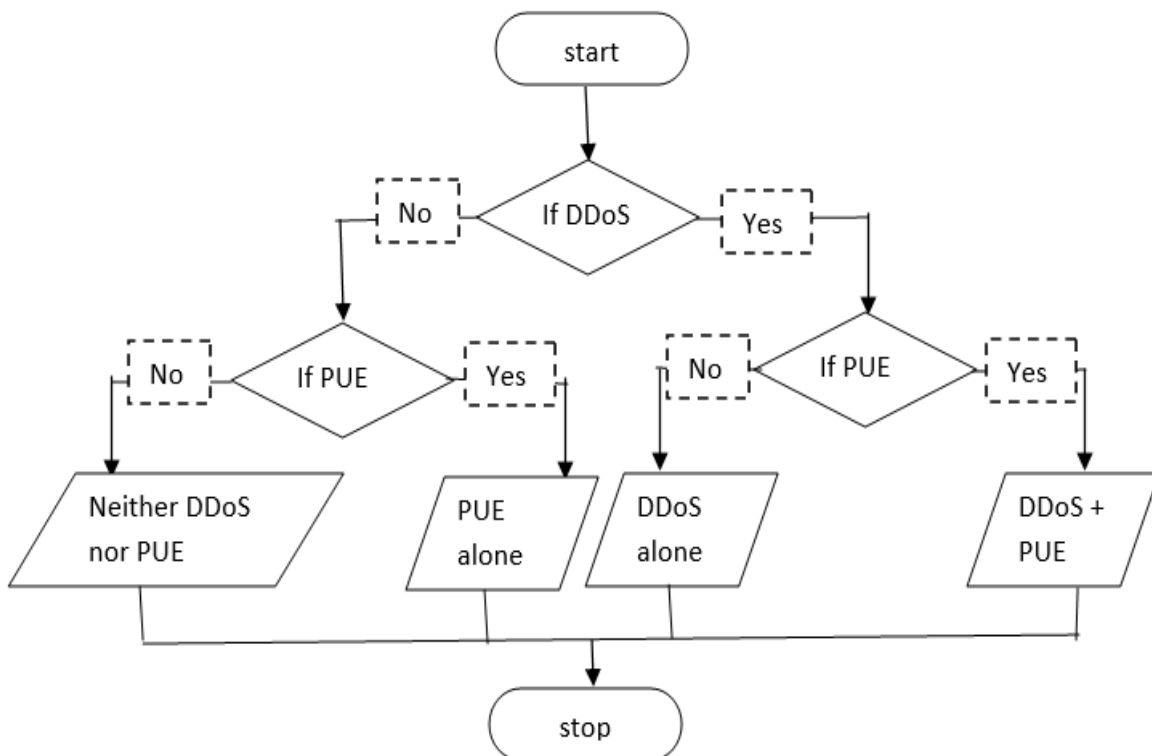 start
If DDoS
No
Yes
If PUE
No
Yes
If PUE
No
Yes
Neither DDoS
nor PUE
PUE
alone
DDoS
alone
DDoS +
PUE
stop